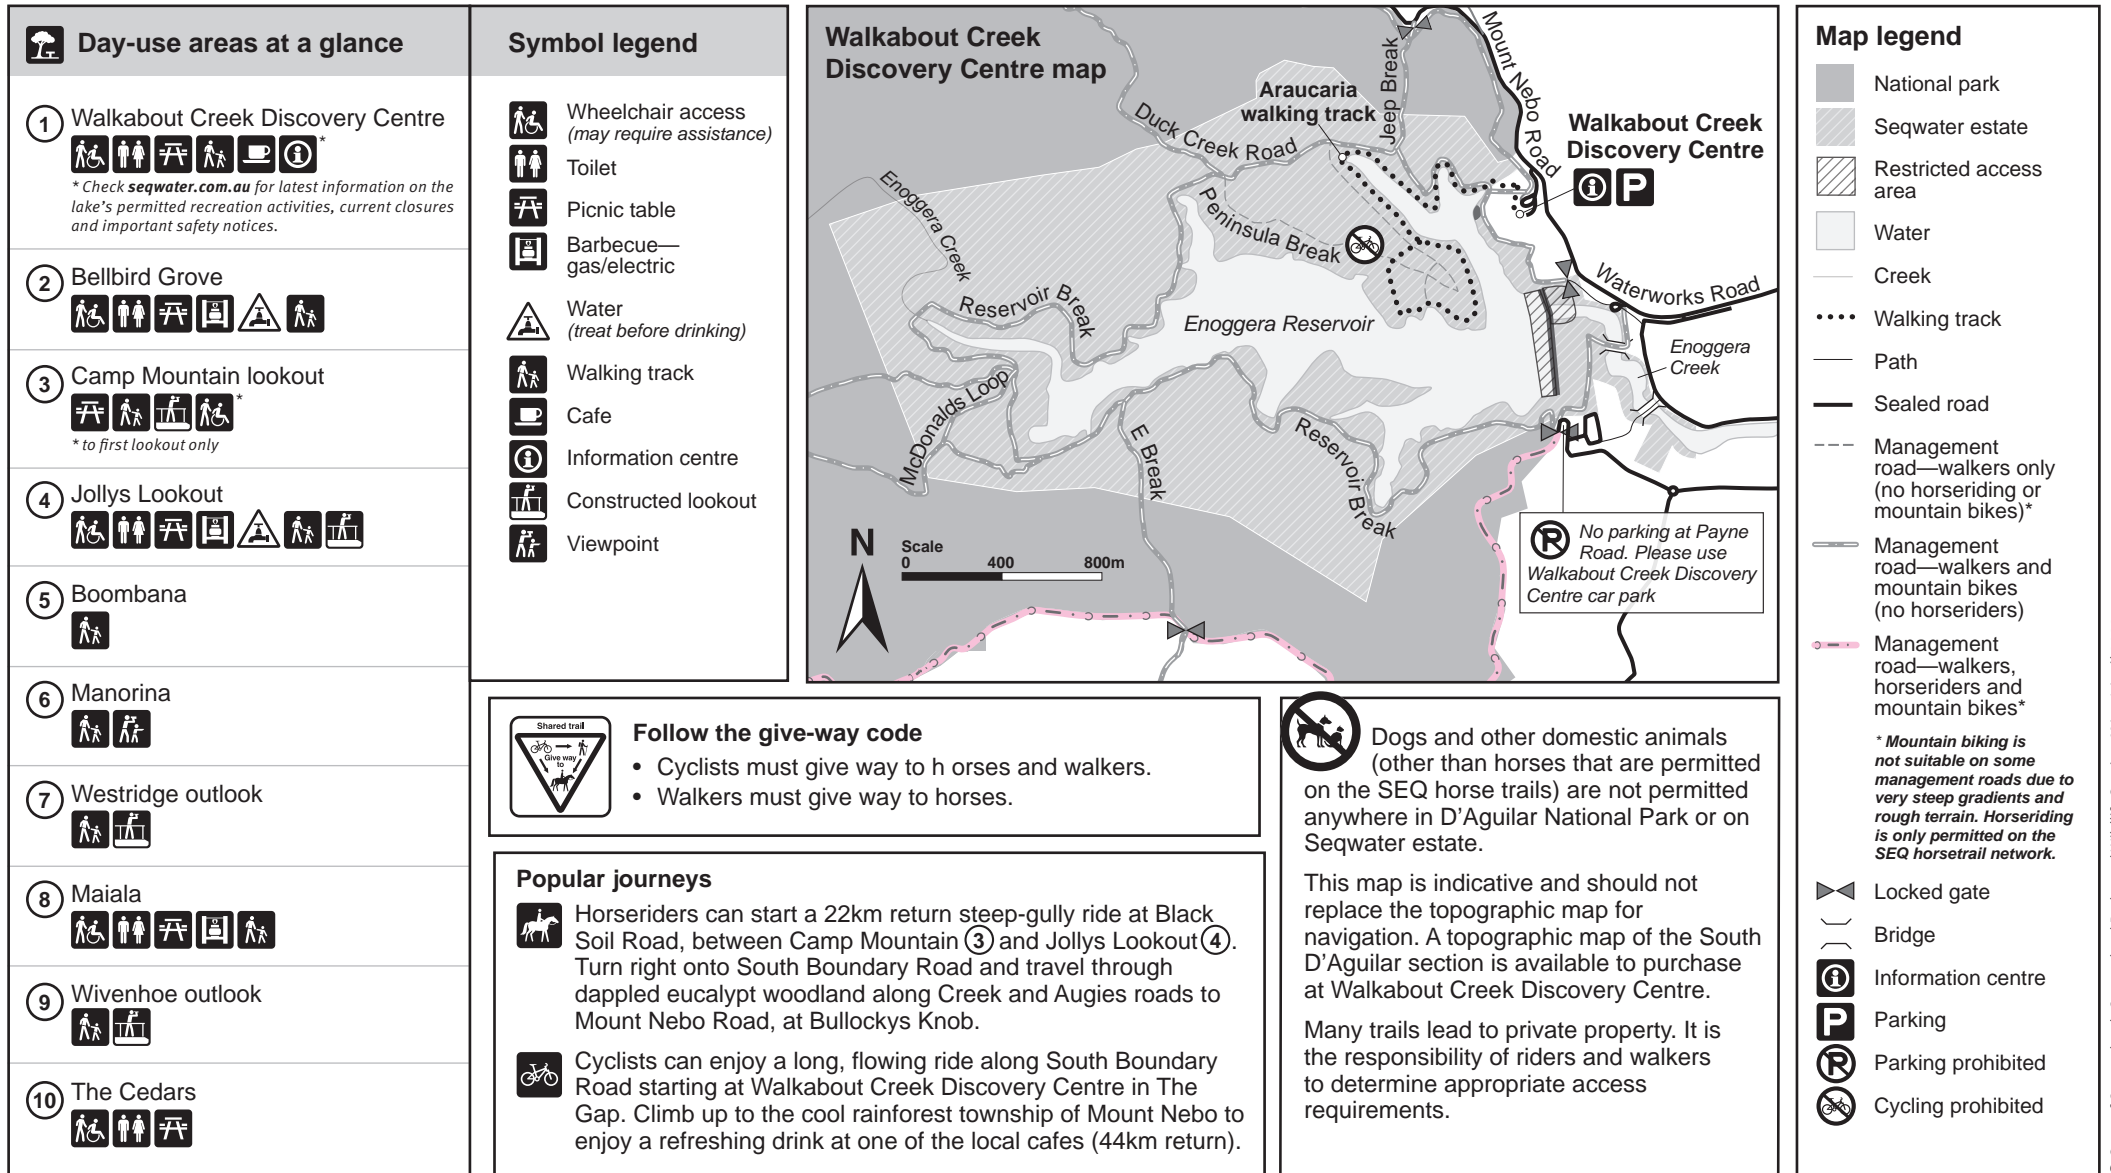 Day-use areas at a glance
1 Walkabout Creek Discovery Centre
*
* Check seqwater.com.au for latest information on the
lake's permitted recreation activities, current closures
and important safety notices.
2 Bellbird Grove
3 Camp Mountain lookout
*
* to first lookout only
4 Jollys Lookout
5 Boombana
6 Manorina
7 Westridge outlook
8 Maiala
9 Wivenhoe outlook
10 The Cedars
Symbol legend
Wheelchair access
(may require assistance)
Toilet
Picnic table
Barbecue—
gas/electric
Water
(treat before drinking)
Walking track
Cafe
Information centre
Constructed lookout
Viewpoint
Walkabout Creek
Discovery Centre map
Araucaria
walking track
Jeep Break
Mount Nebo Road
Walkabout Creek
Discovery Centre
P
Duck Creek Road
Enoggera Creek
Peninsula Break
Waterworks Road
Reservoir Break
Enoggera Reservoir
Enoggera
Creek
McDonalds Loop
E Break
Reservoir Break
N
Scale
0 400 800m
P No parking at Payne
Road. Please use
Walkabout Creek Discovery
Centre car park
Shared trail
Give way
to
Follow the give-way code
• Cyclists must give way to h orses and walkers.
• Walkers must give way to horses.
Popular journeys
Horseriders can start a 22km return steep-gully ride at Black
Soil Road, between Camp Mountain 3 and Jollys Lookout 4.
Turn right onto South Boundary Road and travel through
dappled eucalypt woodland along Creek and Augies roads to
Mount Nebo Road, at Bullockys Knob.
Cyclists can enjoy a long, flowing ride along South Boundary
Road starting at Walkabout Creek Discovery Centre in The
Gap. Climb up to the cool rainforest township of Mount Nebo to
enjoy a refreshing drink at one of the local cafes (44km return).
Dogs and other domestic animals
(other than horses that are permitted
on the SEQ horse trails) are not permitted
anywhere in D'Aguilar National Park or on
Seqwater estate.
This map is indicative and should not
replace the topographic map for
navigation. A topographic map of the South
D'Aguilar section is available to purchase
at Walkabout Creek Discovery Centre.
Many trails lead to private property. It is
the responsibility of riders and walkers
to determine appropriate access
requirements.
Map legend
National park
Seqwater estate
Restricted access
area
Water
Creek
Walking track
Path
Sealed road
Management
road—walkers only
(no horseriding or
mountain bikes)*
Management
road—walkers and
mountain bikes
(no horseriders)
Management
road—walkers,
horseriders and
mountain bikes*
* Mountain biking is
not suitable on some
management roads due to
very steep gradients and
rough terrain. Horseriding
is only permitted on the
SEQ horsetrail network.
Locked gate
Bridge
Information centre
P Parking
P Parking prohibited
Cycling prohibited